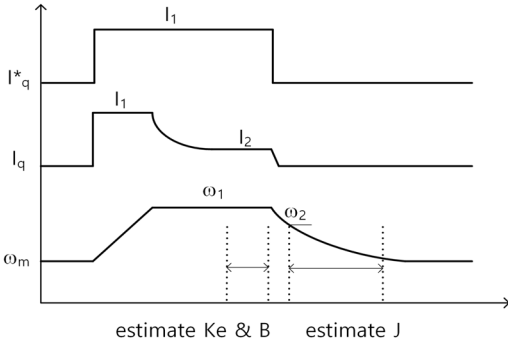 I1
I*q
I1
I2
Iq
ω1
ω2
ωm
estimate Ke & B
estimate J